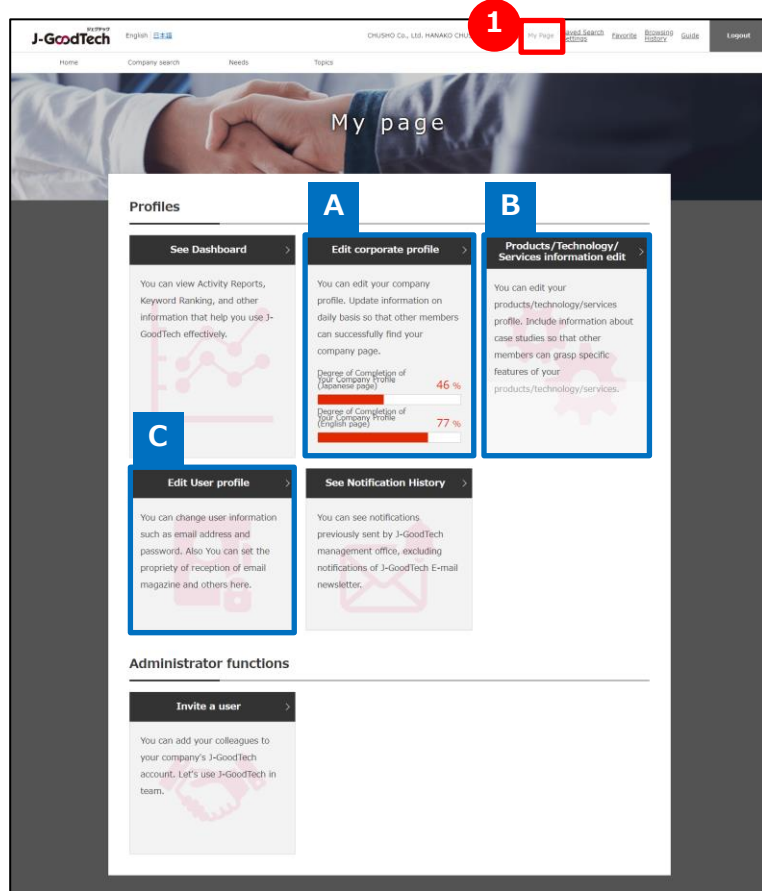 ジェグテック
J-GoodTech
English 日本語
CHUSHO Co., Ltd. HANAKO CHU
1
My Page
aved Search
ettings
Favorite
Browsing
History
Guide
Logout
Home
Company search
Needs
Topics
My page
Profiles
A
B
See Dashboard
You can view Activity Reports,
Keyword Ranking, and other
information that help you use J-
GoodTech effectively.
Edit corporate profile
You can edit your company
profile. Update information on
daily basis so that other members
can successfully find your
company page.
Degree of Completion of
Your Company Profile
(Japanese page)
46 %
Degree of Completion of
Your Company Profile
(English page)
77 %
Products/Technology/
Services information edit
You can edit your
products/technology/services
profile. Include information about
case studies so that other
members can grasp specific
features of your
products/technology/services.
C
Edit User profile
You can change user information
such as email address and
password. Also You can set the
propriety of reception of email
magazine and others here.
See Notification History
You can see notifications
previously sent by J-GoodTech
management office, excluding
notifications of J-GoodTech E-mail
newsletter.
Administrator functions
Invite a user
You can add your colleagues to
your company's J-GoodTech
account. Let's use J-GoodTech in
team.